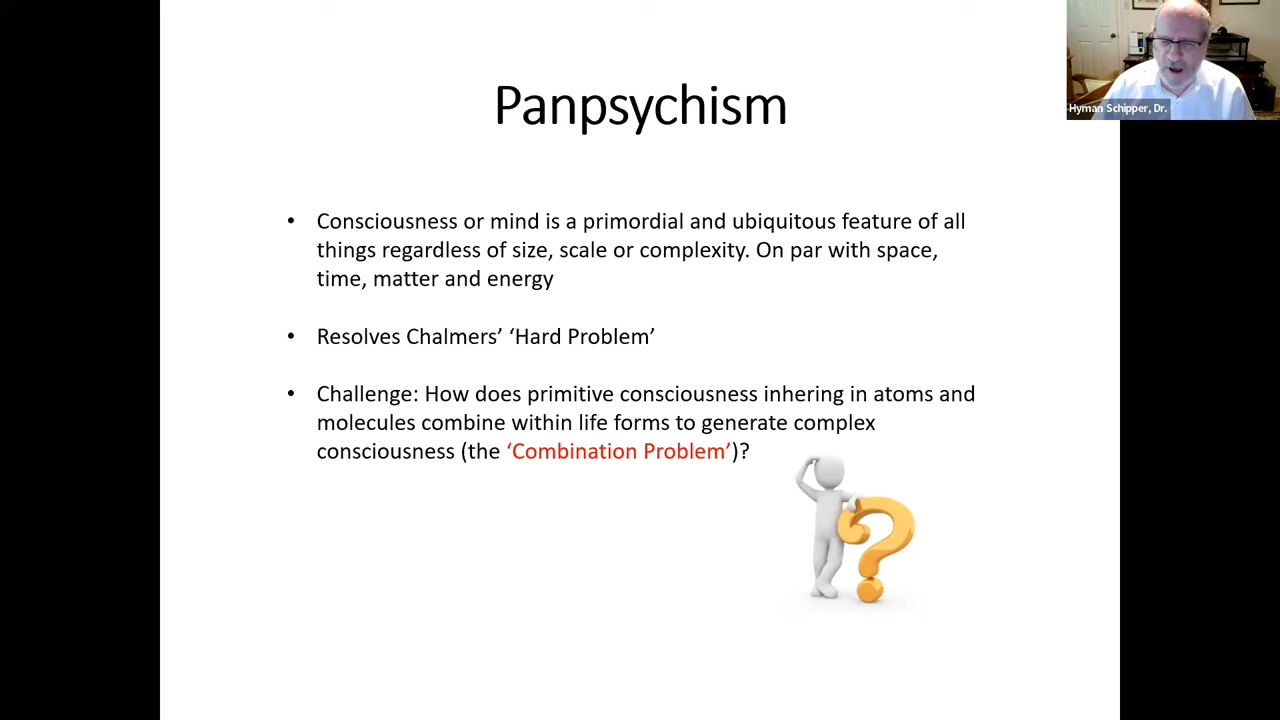 Panpsychism
• Consciousness or mind is a primordial and ubiquitous feature of all
things regardless of size, scale or complexity. On par with space,
time, matter and energy
• Resolves Chalmers’ ‘Hard Problem’
• Challenge: How does primitive consciousness inhering in atoms and
molecules combine within life forms to generate complex
consciousness (the ‘Combination Problem’)?
Hyman Schipper, Dr.